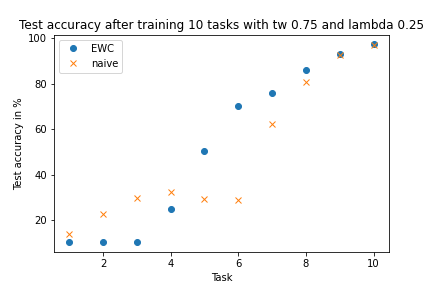 Test accuracy after training 10 tasks with tw 0.75 and lambda 0.25
100
80
60
40
20
Test accuracy in %
EWC
naive
2 4 6 8 10
Task